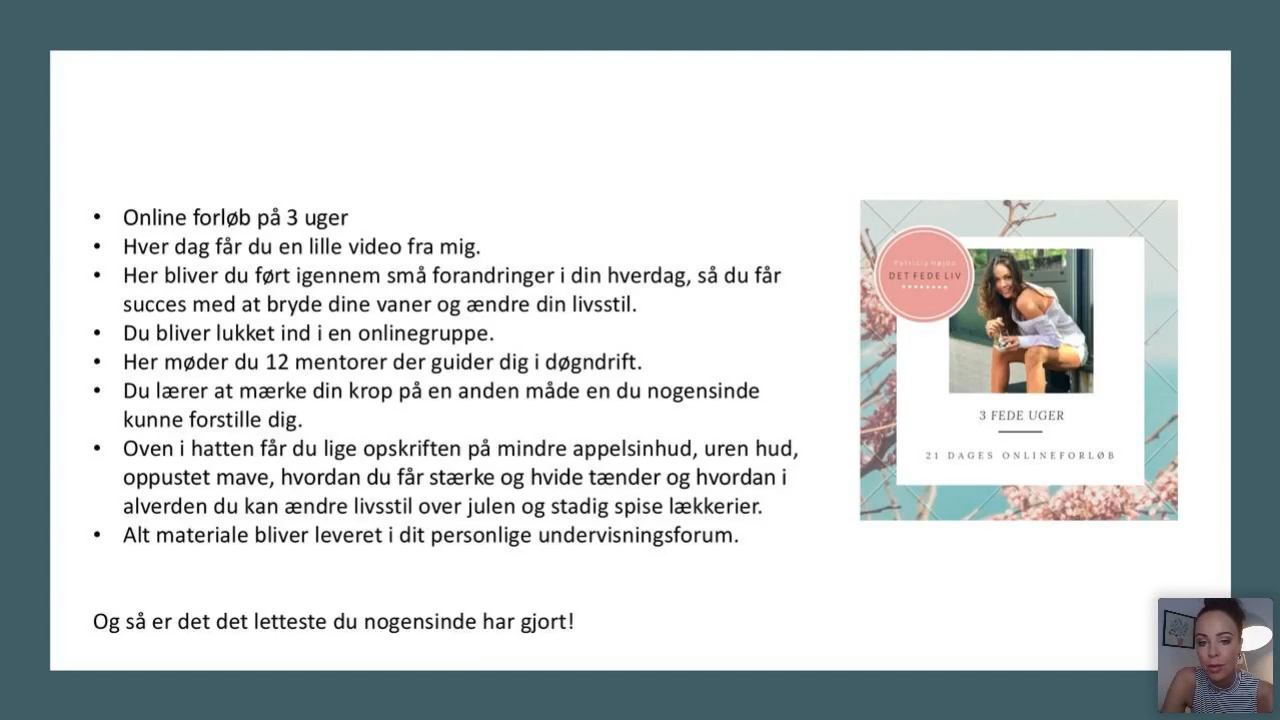 • Online forløb på 3 uger
• Hver dag får du en lille video fra mig.
• Her bliver du ført igennem små forandringer i din hverdag, så du får
succes med at bryde dine vaner og ændre din livsstil.
• Du bliver lukket ind i en onlinegruppe.
• Her møder du 12 mentorer der guider dig i døgndrift.
• Du lærer at mærke din krop på en anden måde en du nogensinde
kunne forstille dig.
• Oven i hatten får du lige opskriften på mindre appelsinhud, uren hud,
oppustet mave, hvordan du får stærke og hvide tænder og hvordan i
alverden du kan ændre livsstil over julen og stadig spise lækkerier.
• Alt materiale bliver leveret i dit personlige undervisningsforum.
Og så er det det letteste du nogensinde har gjort!
Patricia
DET FEDE LIV
3 FEDE UGER
21 DAGES ONLINEFORLØB